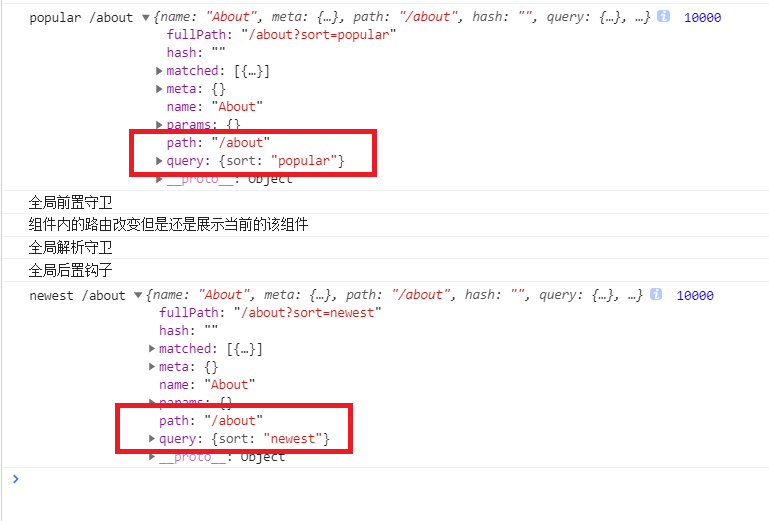 popular /about ▼{name: "About", meta: {…}, path: "/about", hash: "", query: {…}, …} i 10000
fullPath: "/about?sort=popular"
hash: ""
▶matched: [{…}]
▶meta: {}
name: "About"
▶params: {}
path: "/about"
▶query: {sort: "popular"}
▶__proto__: Object
全局前置守卫
组件内的路由改变但是还是展示当前的该组件
全局解析守卫
全局后置钩子
newest /about ▼{name: "About", meta: {…}, path: "/about", hash: "", query: {…}, …} i 10000
fullPath: "/about?sort=newest"
hash: ""
▶matched: [{…}]
▶meta: {}
name: "About"
▶params: {}
path: "/about"
▶query: {sort: "newest"}
▶__proto__: Object
>